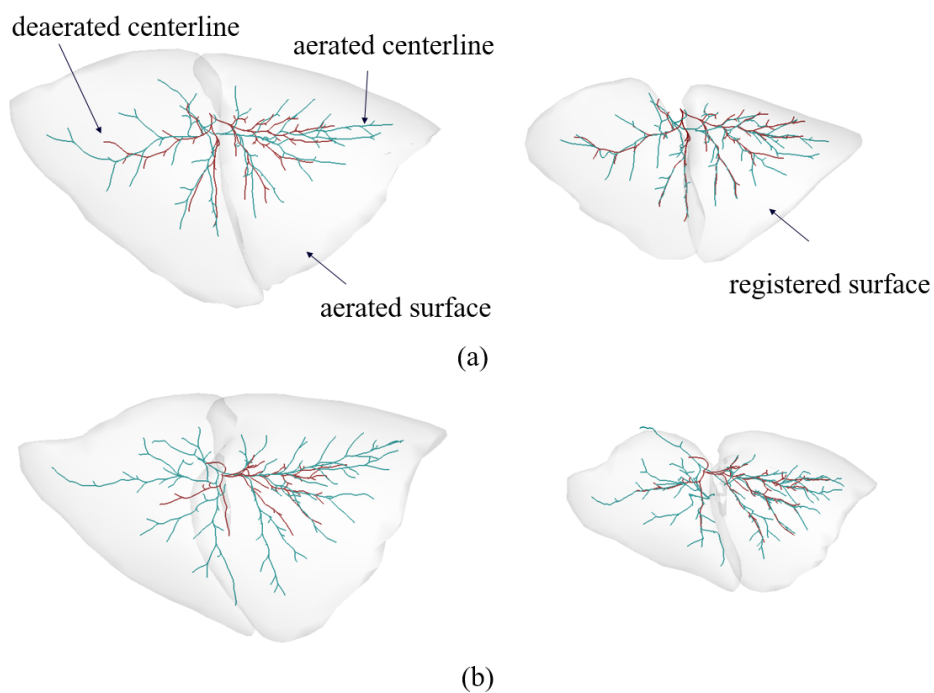 deaerated centerline
aerated centerline
aerated surface
registered surface
(a)
(b)